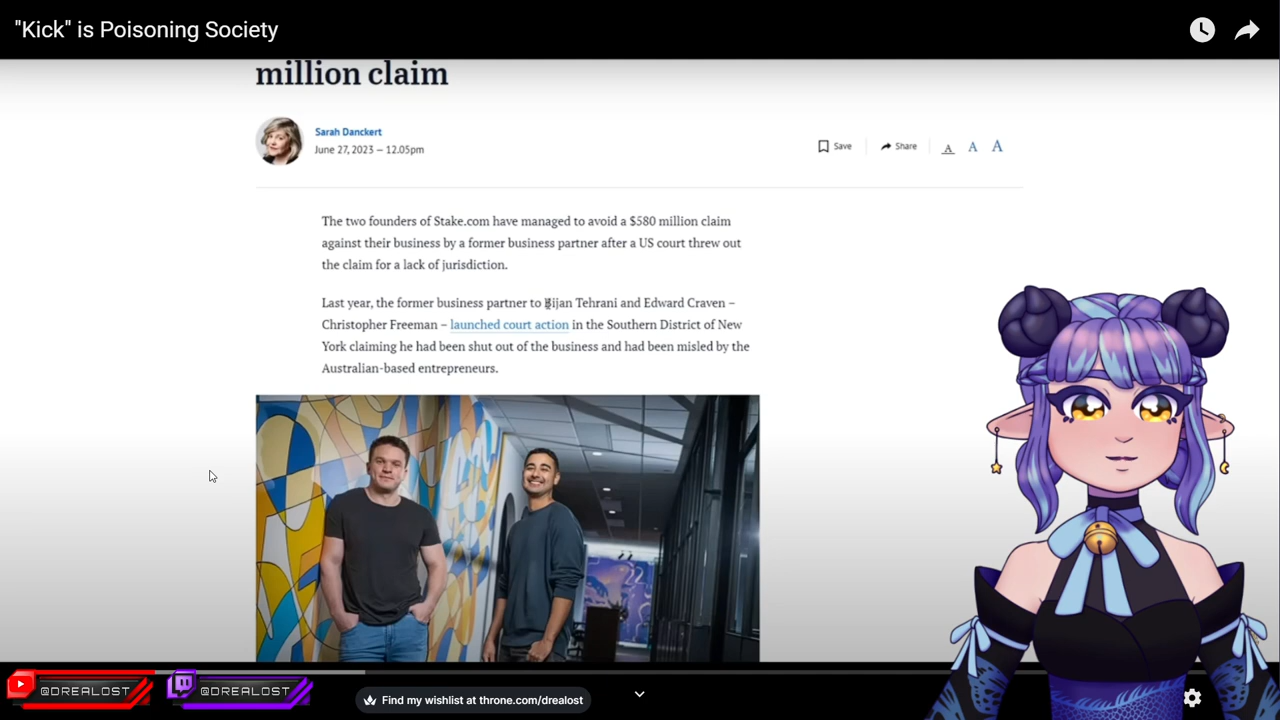 "Kick" is Poisoning Society
million claim
Sarah Danckert
June 27, 2023 – 12.05pm
Save
Share
A A A
The two founders of Stake.com have managed to avoid a $580 million claim
against their business by a former business partner after a US court threw out
the claim for a lack of jurisdiction.
Last year, the former business partner to Bijan Tehrani and Edward Craven –
Christopher Freeman – launched court action in the Southern District of New
York claiming he had been shut out of the business and had been misled by the
Australian-based entrepreneurs.
@DREALOST
@DREALOST
Find my wishlist at throne.com/drealost